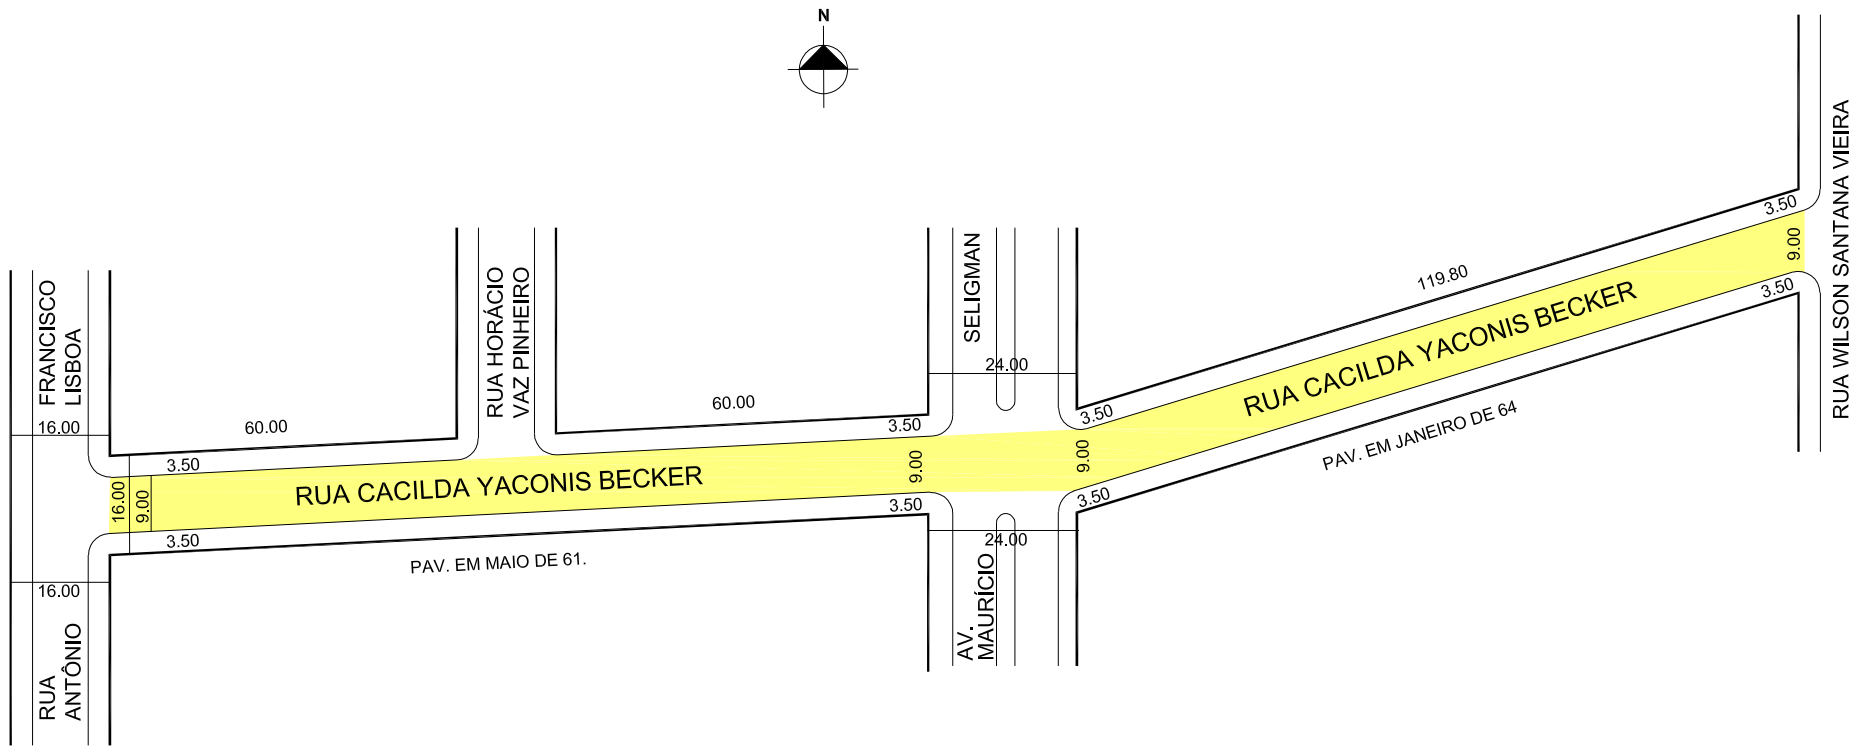 N
FRANCISCO
LISBOA
16.00
60.00
3.50
16.00
9.00
3.50
16.00
RUA
ANTÔNIO
RUA HORÁCIO
VAZ PINHEIRO
RUA CACILDA YACONIS BECKER
PAV. EM MAIO DE 61.
60.00
3.50
9.00
3.50
SELIGMAN
24.00
24.00
AV.
MAURÍCIO
3.50
9.00
3.50
119.80
RUA CACILDA YACONIS BECKER
PAV. EM JANEIRO DE 64
3.50
9.00
3.50
RUA WILSON SANTANA VIEIRA